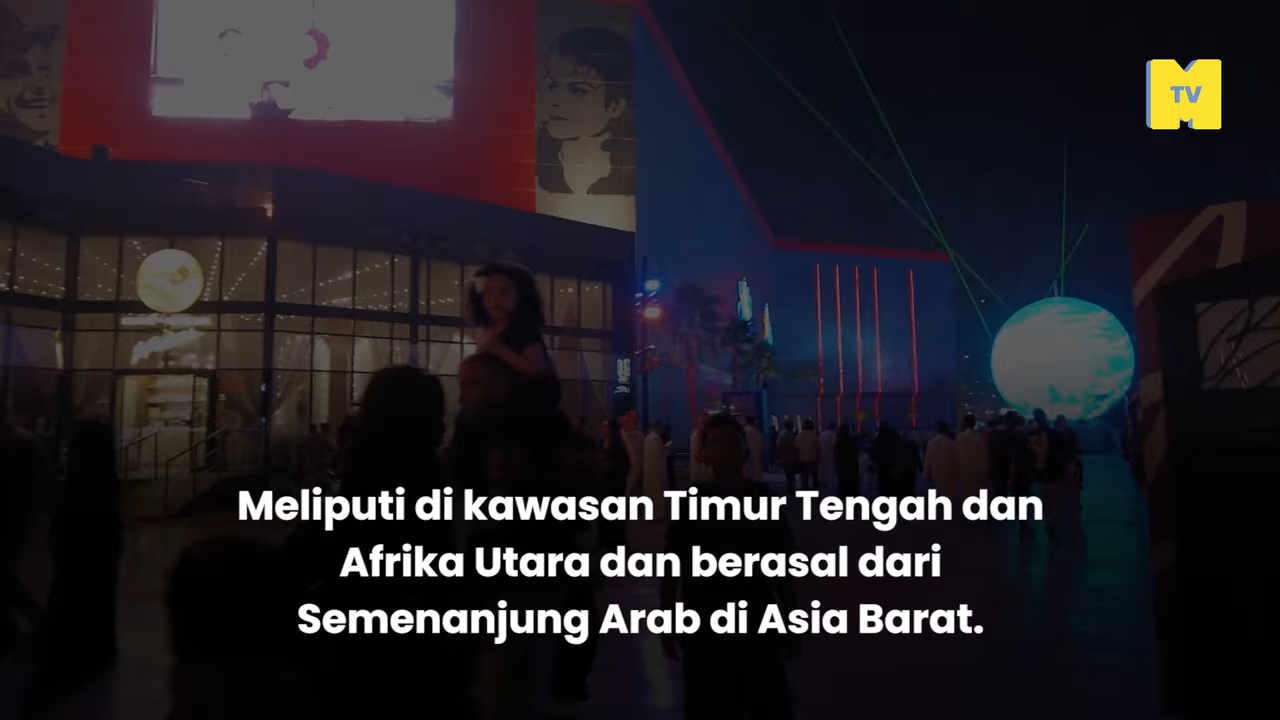 TV
M
Meliputi di kawasan Timur Tengah dan
Afrika Utara dan berasal dari
Semenanjung Arab di Asia Barat.